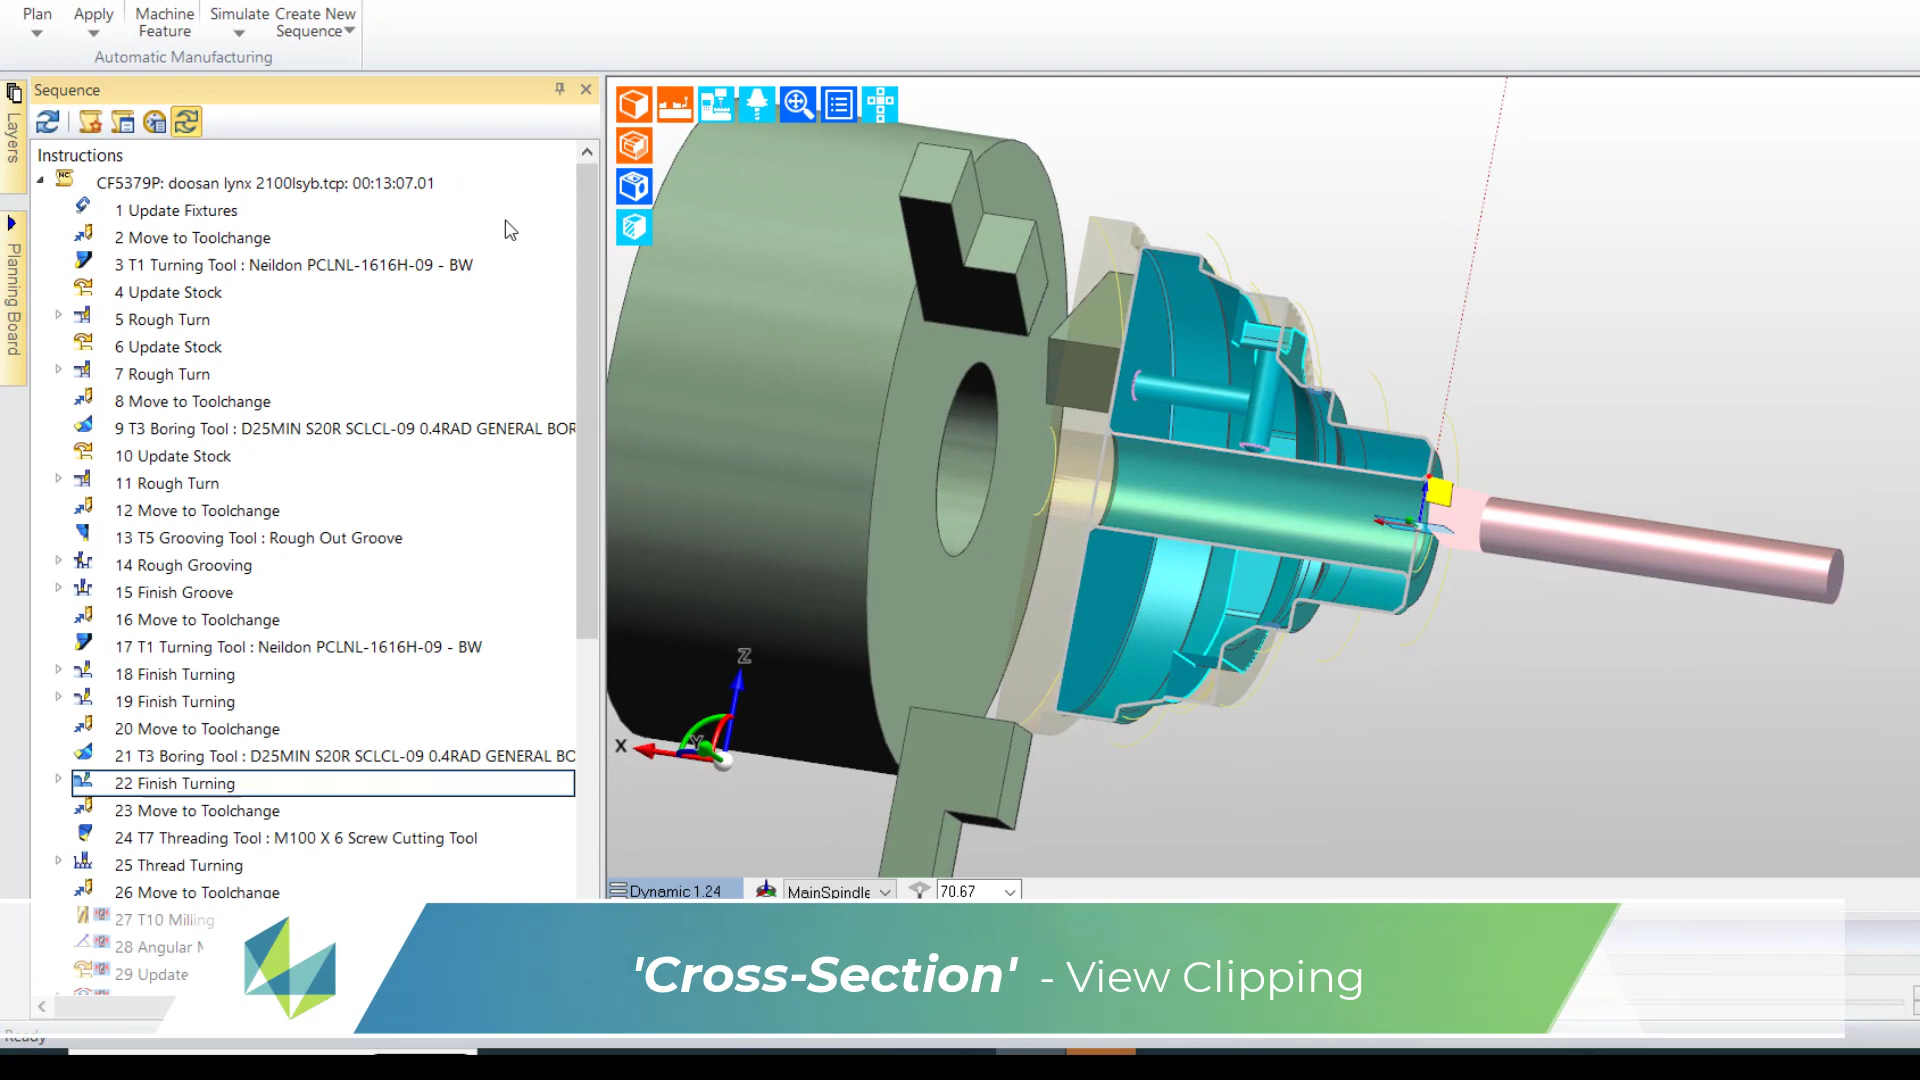 Plan
Apply
Machine
Feature
Simulate
Create New
Sequence
Automatic Manufacturing
Layers
Planning Board
Sequence
Instructions
CF5379P: doosan lynx 2100lsyb.tcp: 00:13:07.01
1 Update Fixtures
2 Move to Toolchange
3 T1 Turning Tool : Neildon PCLNL-1616H-09 - BW
4 Update Stock
5 Rough Turn
6 Update Stock
7 Rough Turn
8 Move to Toolchange
9 T3 Boring Tool : D25MIN S20R SCLCL-09 0.4RAD GENERAL BOR
10 Update Stock
11 Rough Turn
12 Move to Toolchange
13 T5 Grooving Tool : Rough Out Groove
14 Rough Grooving
15 Finish Groove
16 Move to Toolchange
17 T1 Turning Tool : Neildon PCLNL-1616H-09 - BW
18 Finish Turning
19 Finish Turning
20 Move to Toolchange
21 T3 Boring Tool : D25MIN S20R SCLCL-09 0.4RAD GENERAL BO
22 Finish Turning
23 Move to Toolchange
24 T7 Threading Tool : M100 X 6 Screw Cutting Tool
25 Thread Turning
26 Move to Toolchange
27 T10 Milling
28 Angular
29 Update
Z
X
Y
Dynamic 1.24
MainSpindle
70.67
'Cross-Section' - View Clipping